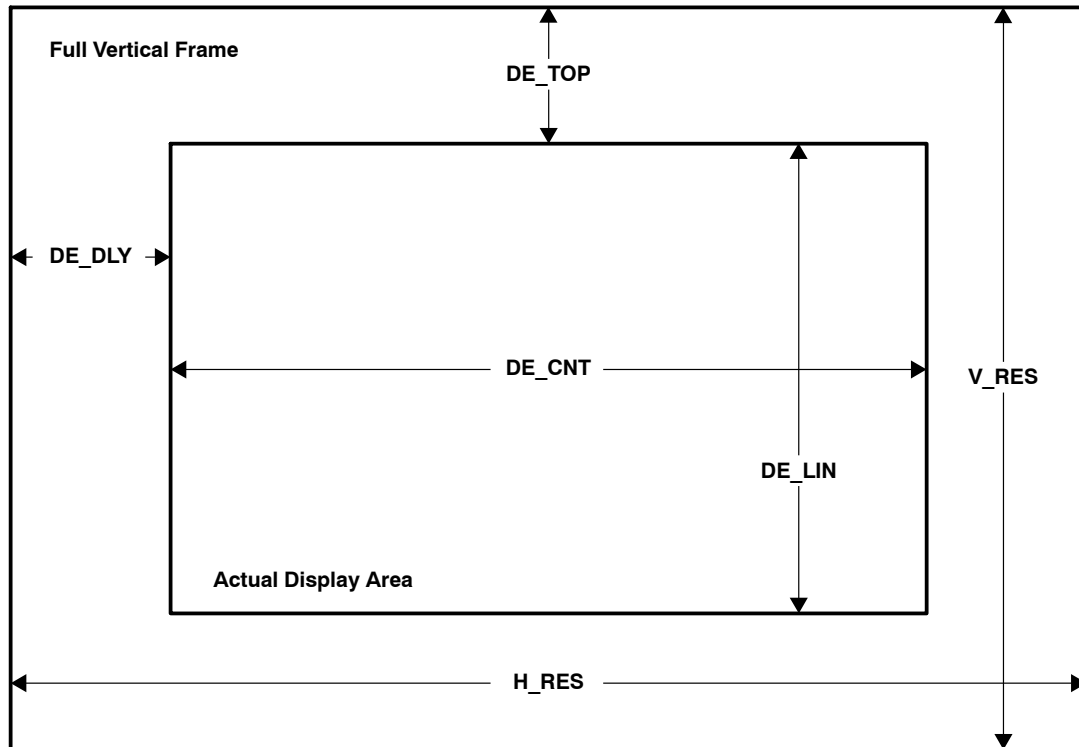 Full Vertical Frame
DE_TOP
DE_DLY
DE_CNT
V_RES
DE_LIN
Actual Display Area
H_RES